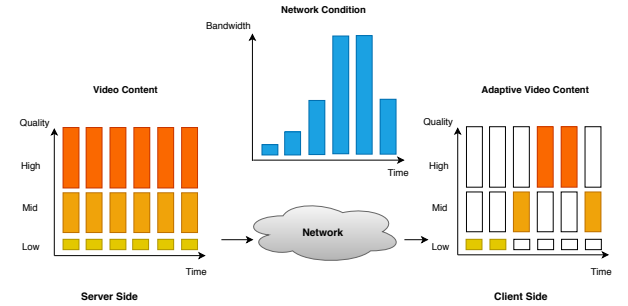 Network Condition
Bandwidth
Time
Video Content
Quality
High
Mid
Low
Time
Server Side
Network
Adaptive Video Content
Quality
High
Mid
Low
Time
Client Side